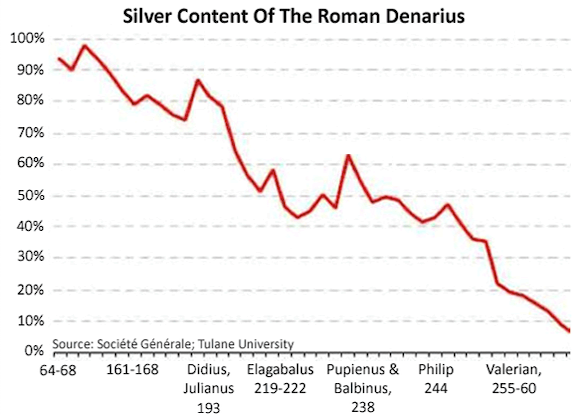 Silver Content Of The Roman Denarius
100%
90%
80%
70%
60%
50%
40%
30%
20%
10%
0%
Source: Société Générale; Tulane University
64-68
161-168
Didius,
Julianus
193
Elagabalus
219-222
Pupienus &
Balbinus,
238
Philip
244
Valerian,
255-60